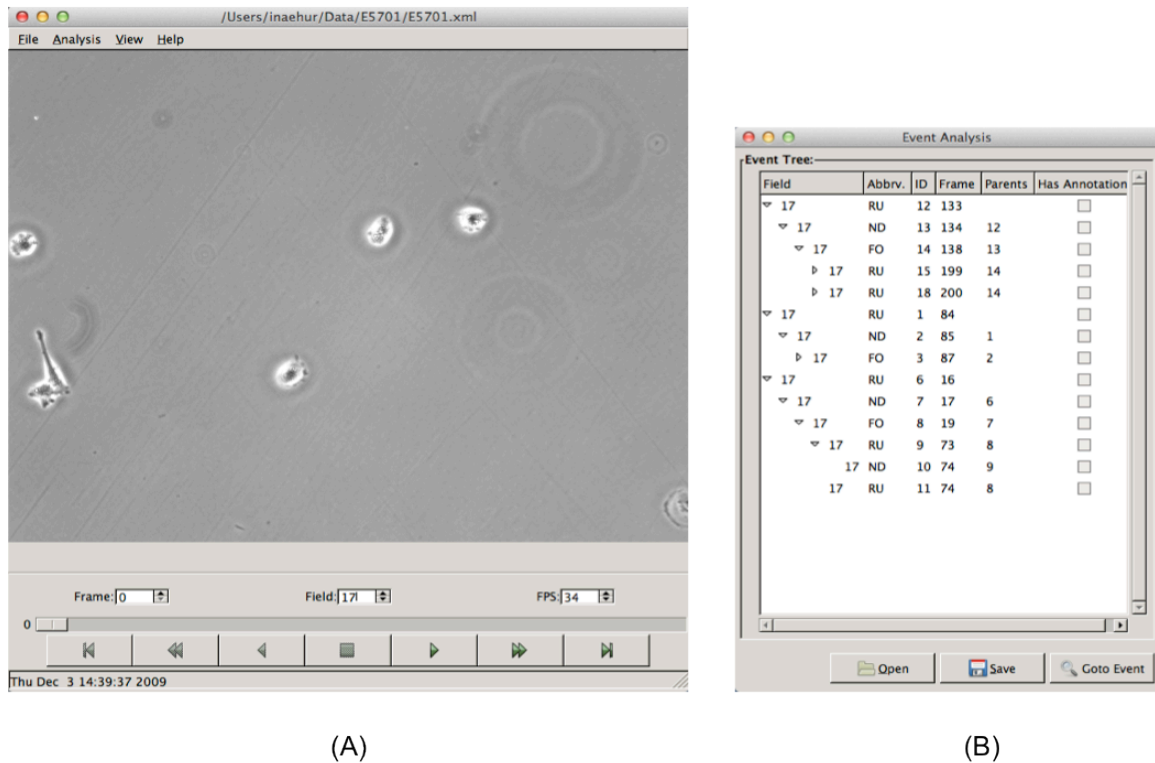 /Users/inaehur/Data/E5701/E5701.xml
File Analysis View Help
Frame: 0 Field: 17 FPS: 34
0
Thu Dec 3 14:39:37 2009
(A)
Event Analysis
Event Tree:
Field Abbrv. ID Frame Parents Has Annotation
17 RU 12 133
17 ND 13 134 12
17 FO 14 138 13
17 RU 15 199 14
17 RU 18 200 14
17 RU 1 84
17 ND 2 85 1
17 FO 3 87 2
17 RU 6 16
17 ND 7 17 6
17 FO 8 19 7
17 RU 9 73 8
17 ND 10 74 9
17 RU 11 74 8
Open Save Goto Event
(B)